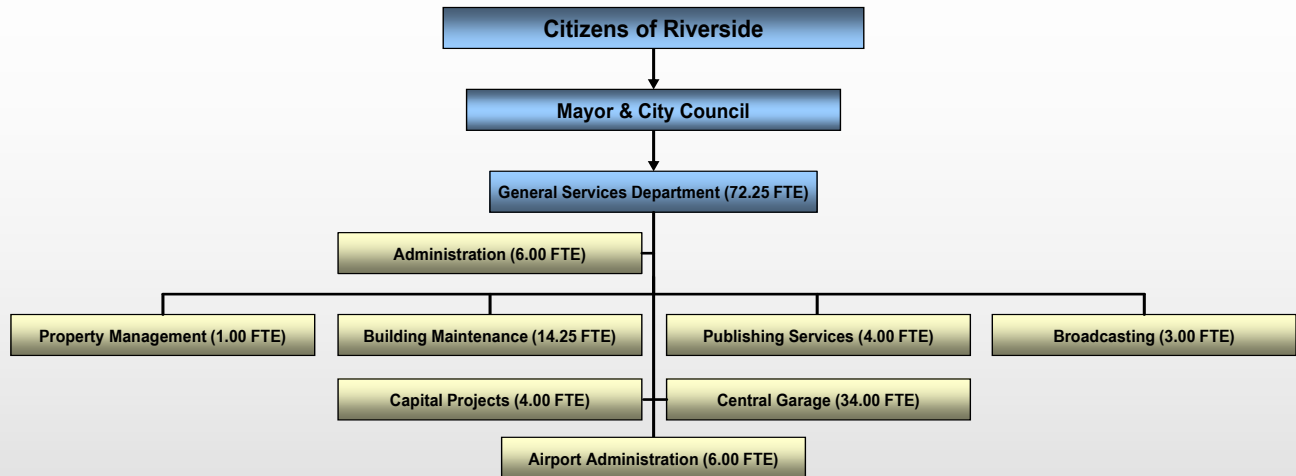 Citizens of Riverside
Mayor & City Council
General Services Department (72.25 FTE)
Administration (6.00 FTE)
Property Management (1.00 FTE)
Building Maintenance (14.25 FTE)
Publishing Services (4.00 FTE)
Broadcasting (3.00 FTE)
Capital Projects (4.00 FTE)
Central Garage (34.00 FTE)
Airport Administration (6.00 FTE)